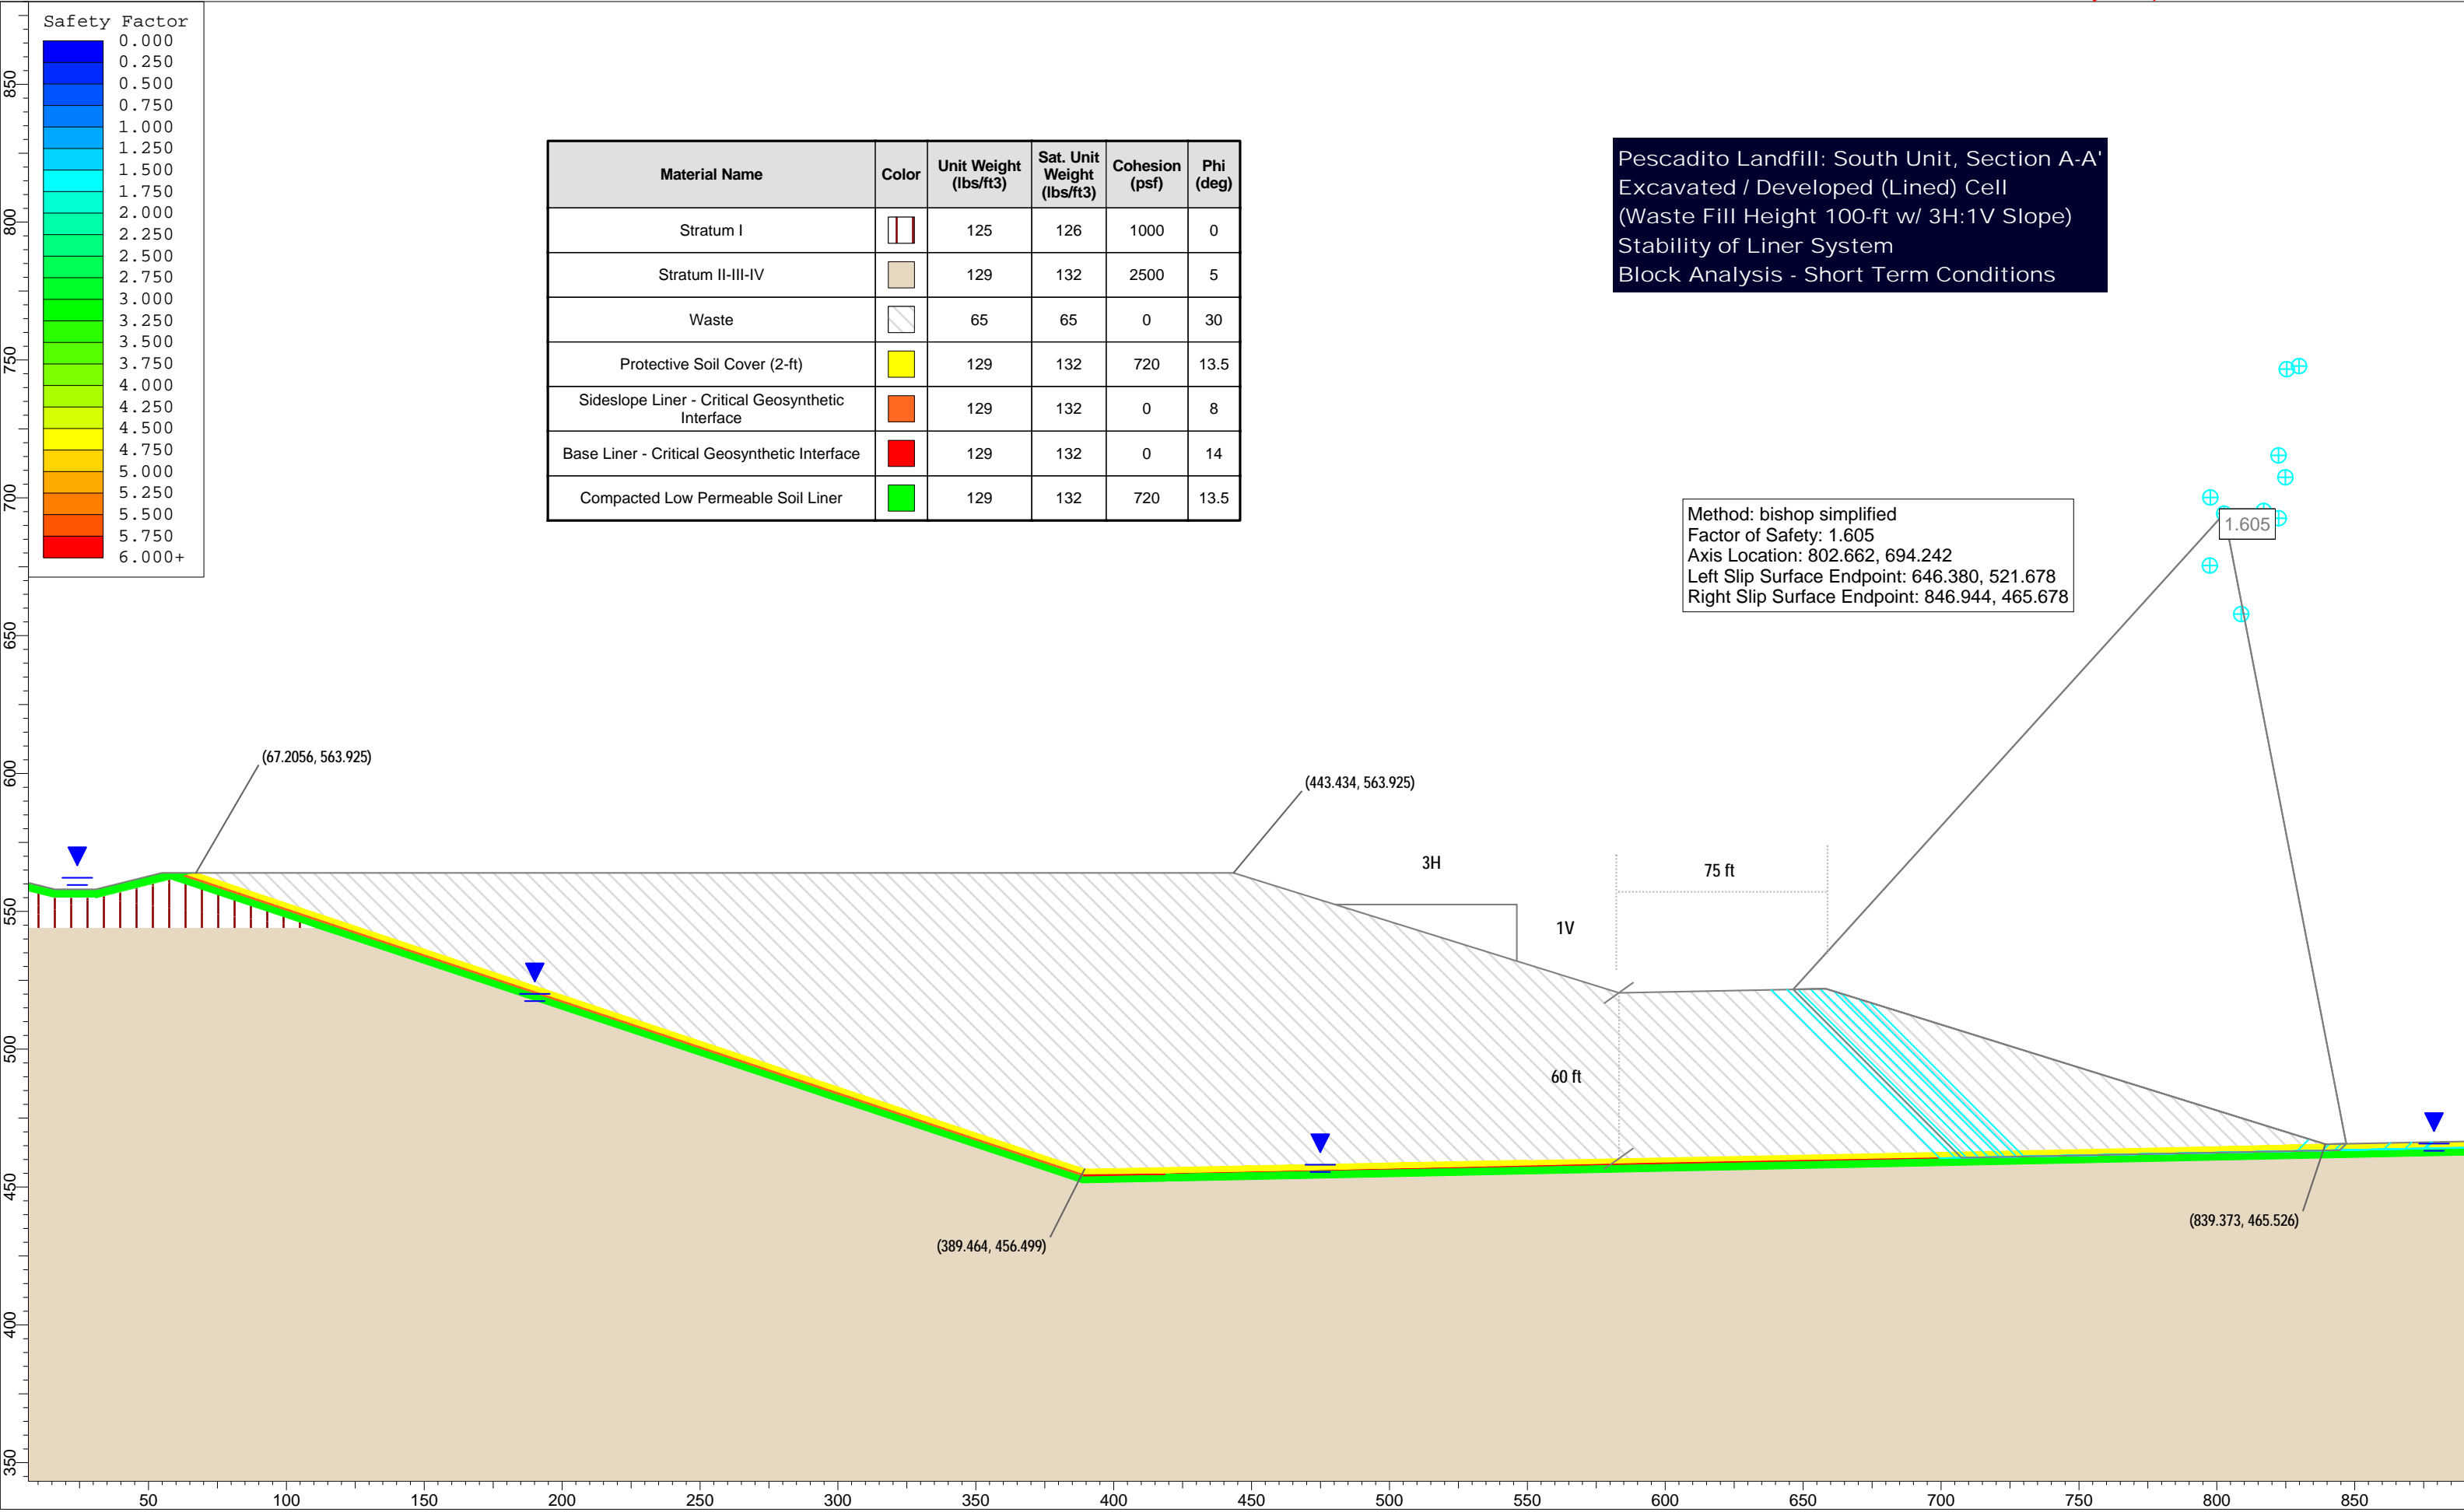 Safety Factor
0.000
0.250
0.500
0.750
1.000
1.250
1.500
1.750
2.000
2.250
2.500
2.750
3.000
3.250
3.500
3.750
4.000
4.250
4.500
4.750
5.000
5.250
5.500
5.750
6.000+
Material Name Color Unit Weight (lbs/ft3) Sat. Unit Weight (lbs/ft3) Cohesion (psf) Phi (deg)
Stratum I 125 126 1000 0
Stratum II-III-IV 129 132 2500 5
Waste 65 65 0 30
Protective Soil Cover (2-ft) 129 132 720 13.5
Sideslope Liner - Critical Geosynthetic Interface 129 132 0 8
Base Liner - Critical Geosynthetic Interface 129 132 0 14
Compacted Low Permeable Soil Liner 129 132 720 13.5
Pescadito Landfill: South Unit, Section A-A'
Excavated / Developed (Lined) Cell
(Waste Fill Height 100-ft w/ 3H:1V Slope)
Stability of Liner System
Block Analysis - Short Term Conditions
Method: bishop simplified
Factor of Safety: 1.605
Axis Location: 802.662, 694.242
Left Slip Surface Endpoint: 646.380, 521.678
Right Slip Surface Endpoint: 846.944, 465.678
1.605
(67.2056, 563.925)
(443.434, 563.925)
3H
1V
75 ft
60 ft
(389.464, 456.499)
(839.373, 465.526)
850
800
750
700
650
600
550
500
450
400
350
50 100 150 200 250 300 350 400 450 500 550 600 650 700 750 800 850